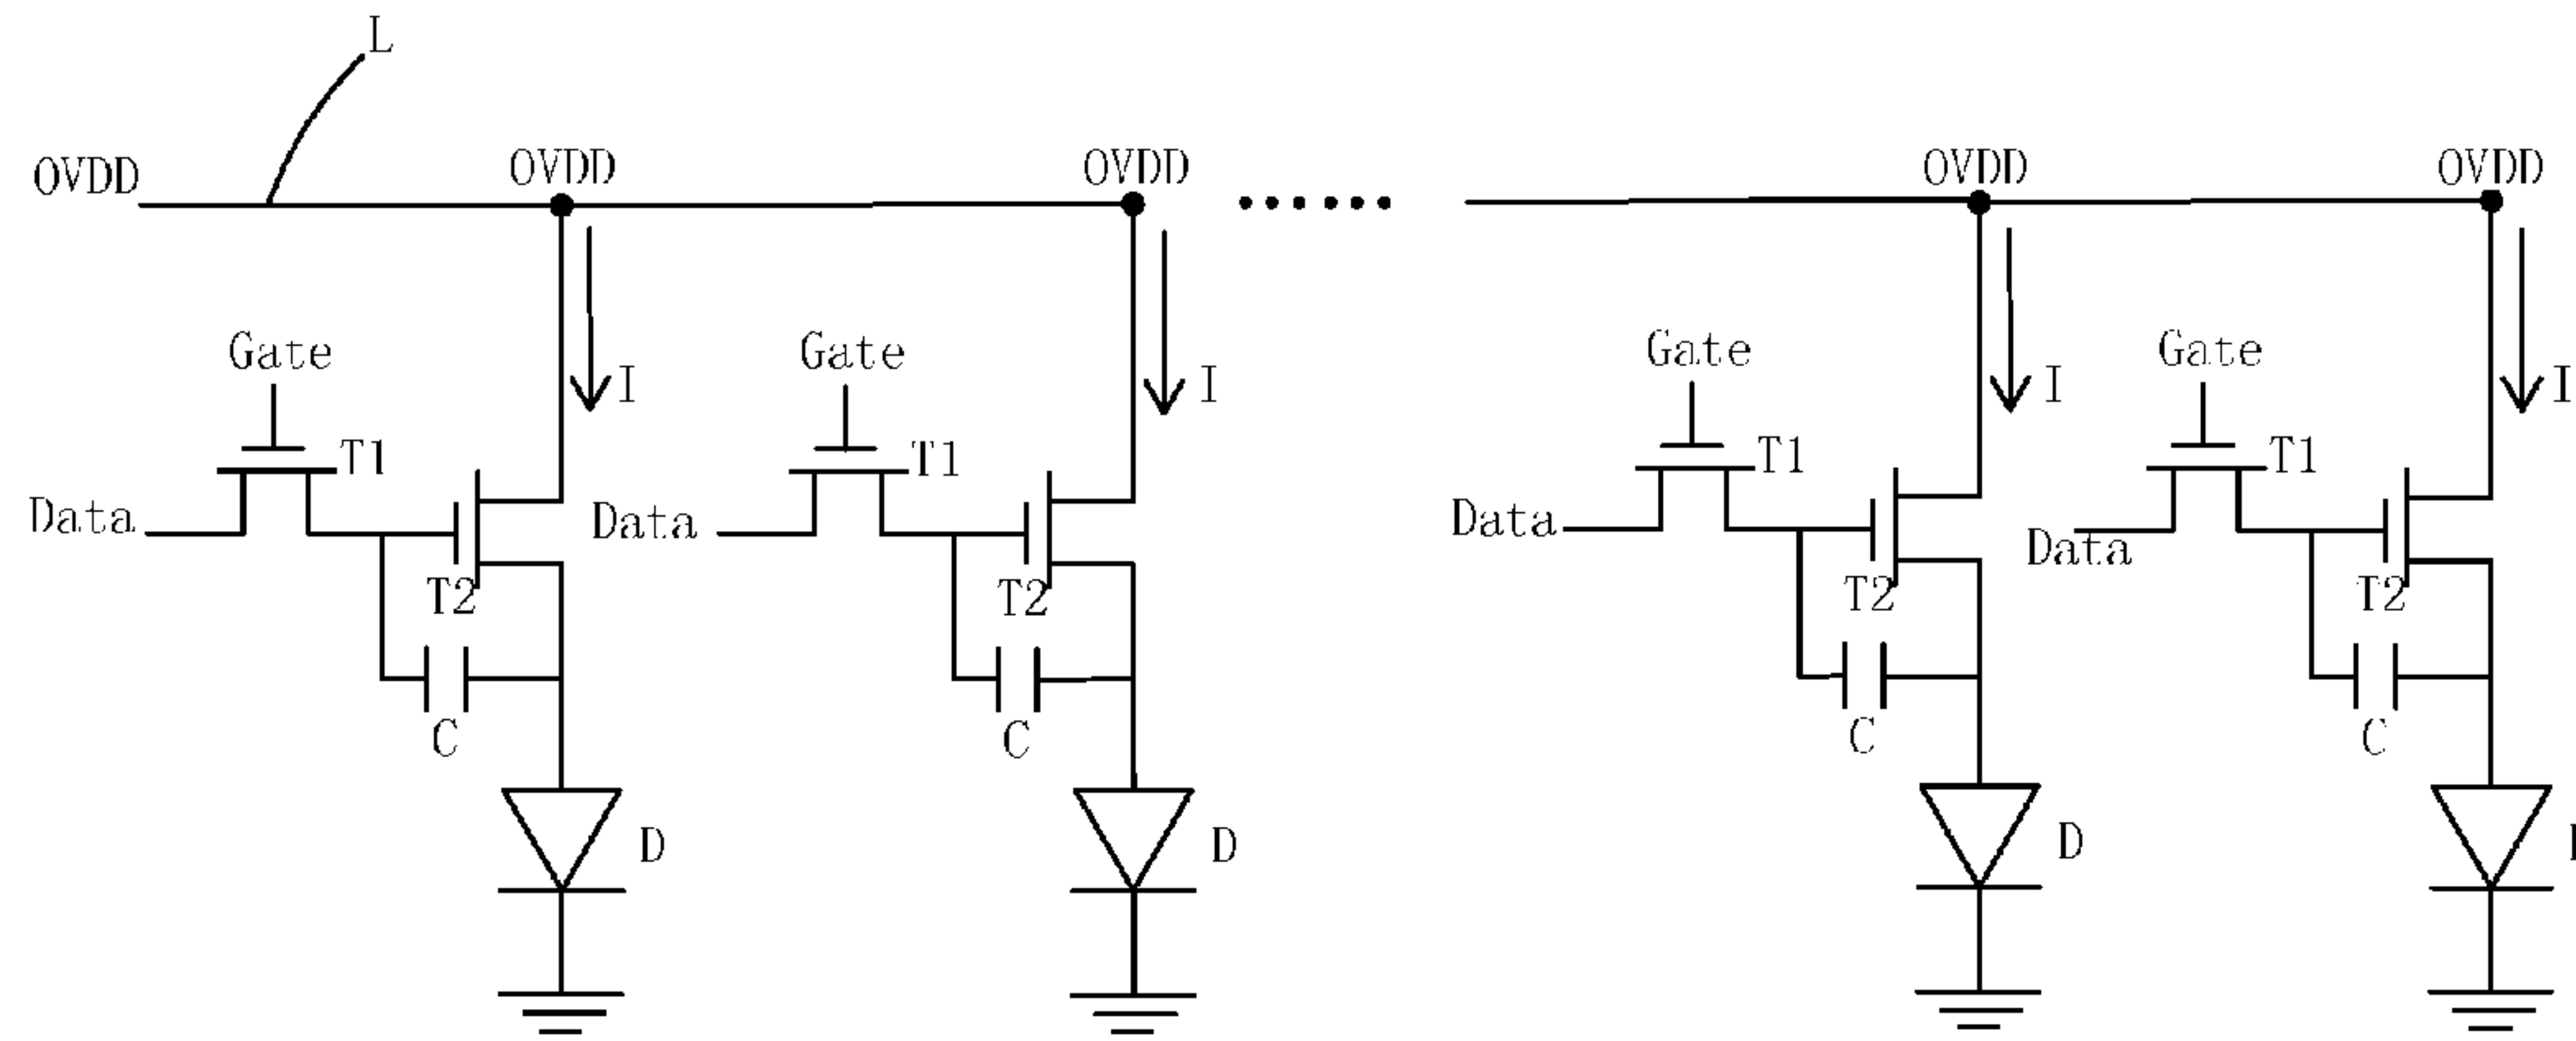 L
OVDD OVDD OVDD OVDD OVDD
Gate Gate Gate Gate
I I I I
T1 T1 T1 T1
Data Data Data Data
T2 T2 T2 T2
C C C C
D D D